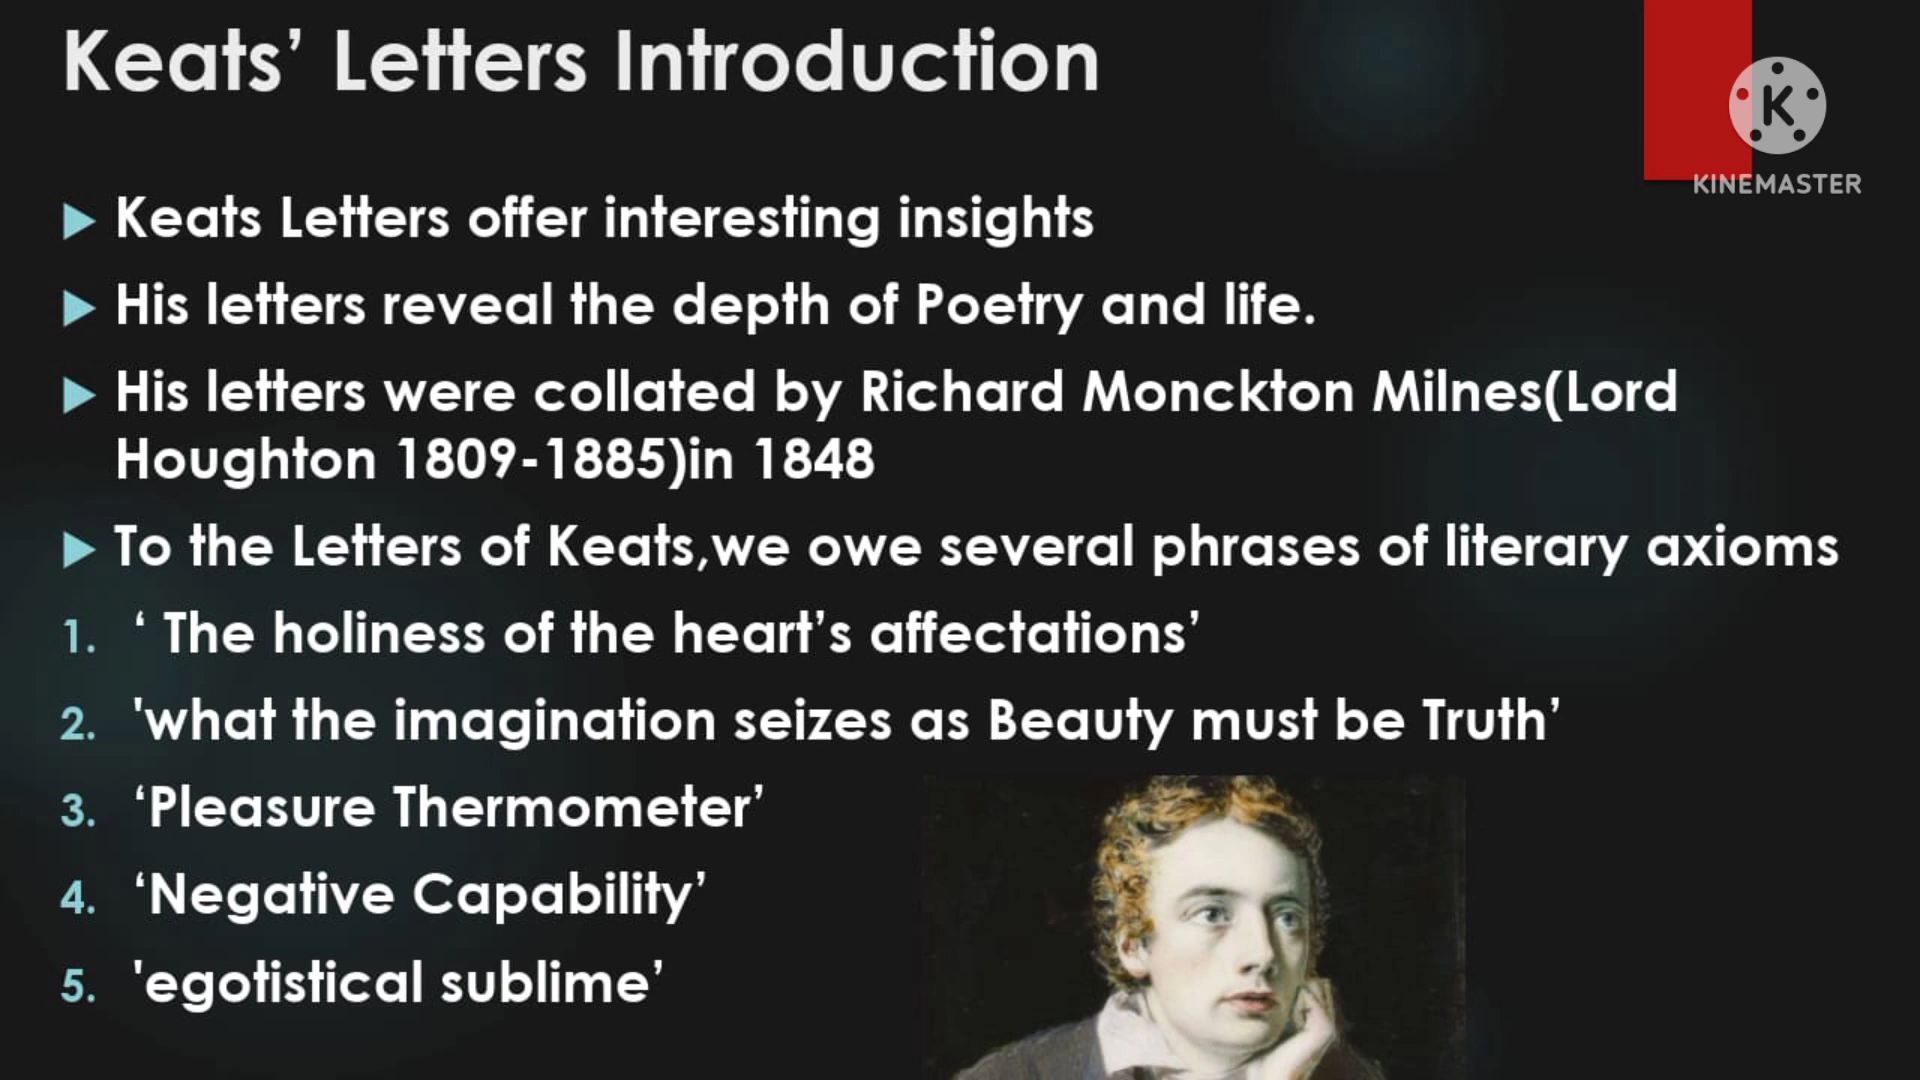 Keats’ Letters Introduction
K
KINEMASTER
Keats Letters offer interesting insights
His letters reveal the depth of Poetry and life.
His letters were collated by Richard Monckton Milnes(Lord
Houghton 1809-1885)in 1848
To the Letters of Keats,we owe several phrases of literary axioms
1. ‘ The holiness of the heart’s affectations’
2. 'what the imagination seizes as Beauty must be Truth’
3. ‘Pleasure Thermometer’
4. ‘Negative Capability’
5. 'egotistical sublime’